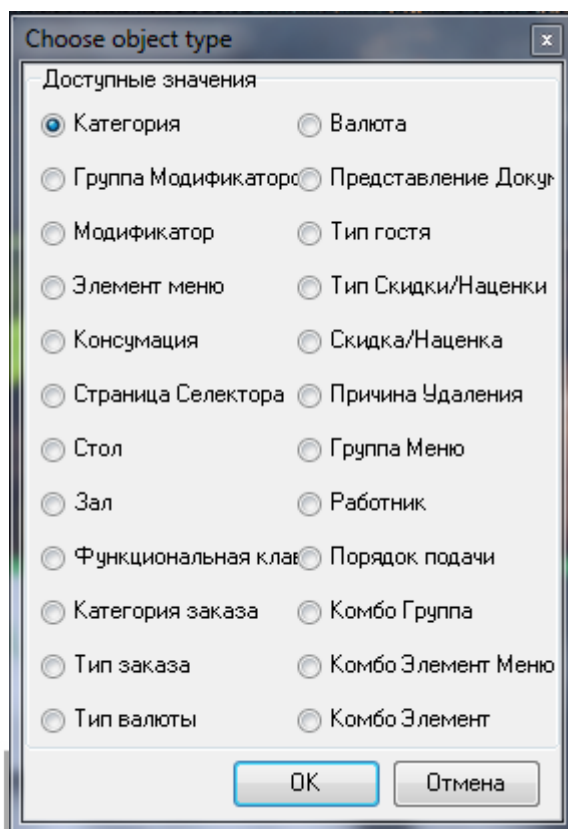 Choose object type
Доступные значения
Категория
Группа Модификаторо
Модификатор
Элемент меню
Консумация
Страница Селектора
Стол
Зал
Функциональная клав
Категория заказа
Тип заказа
Тип валюты
Валюта
Представление Докум
Тип гостя
Тип Скидки/Наценки
Скидка/Наценка
Причина Удаления
Группа Меню
Работник
Порядок подачи
Комбо Группа
Комбо Элемент Меню
Комбо Элемент
OK
Отмена